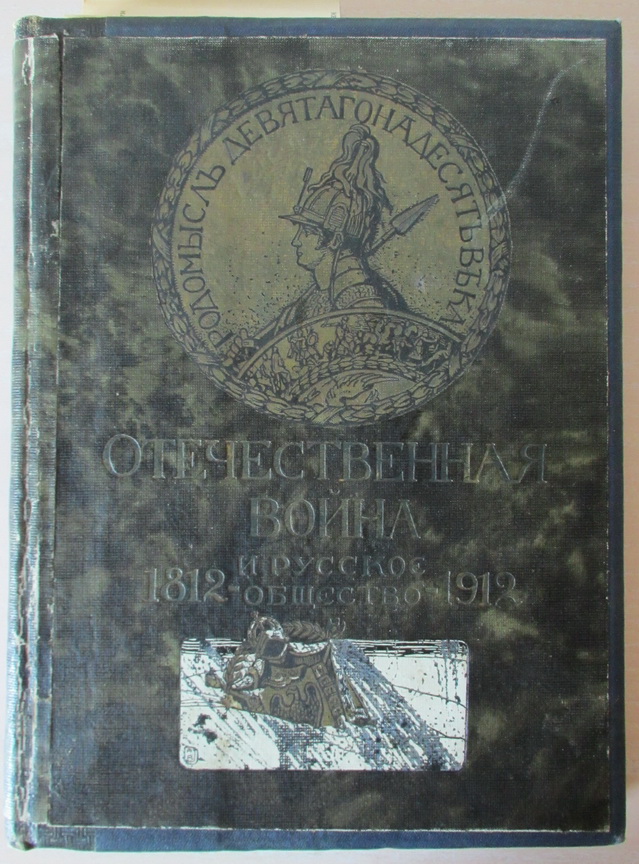 РОДОМЫСЛЪ ДЕВЯТАГОНАДЕСЯТЬ ВѢКА
ОТЕЧЕСТВЕННАЯ
ВОЙНА
И РУССКОЕ
1812-ОБЩЕСТВО-1912